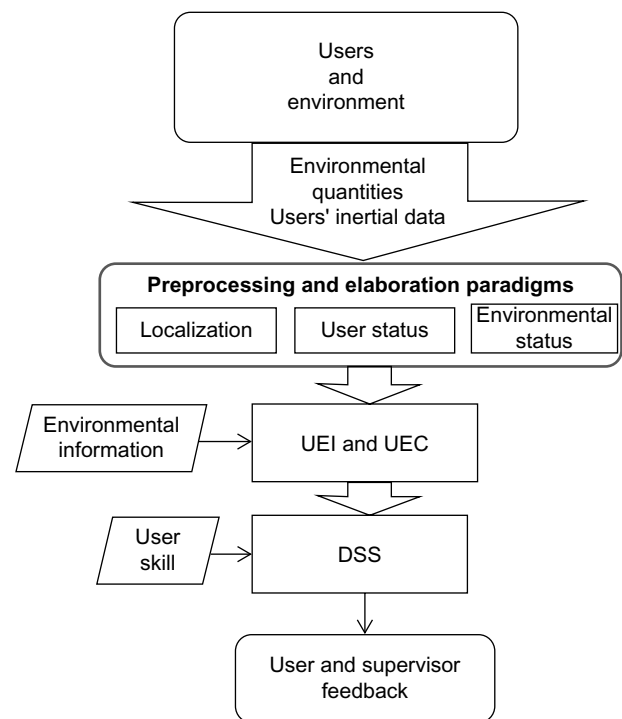 Users
and
environment
Environmental
quantities
Users' inertial data
Preprocessing and elaboration paradigms
Localization
User status
Environmental
status
Environmental
information
UEI and UEC
User
skill
DSS
User and supervisor
feedback